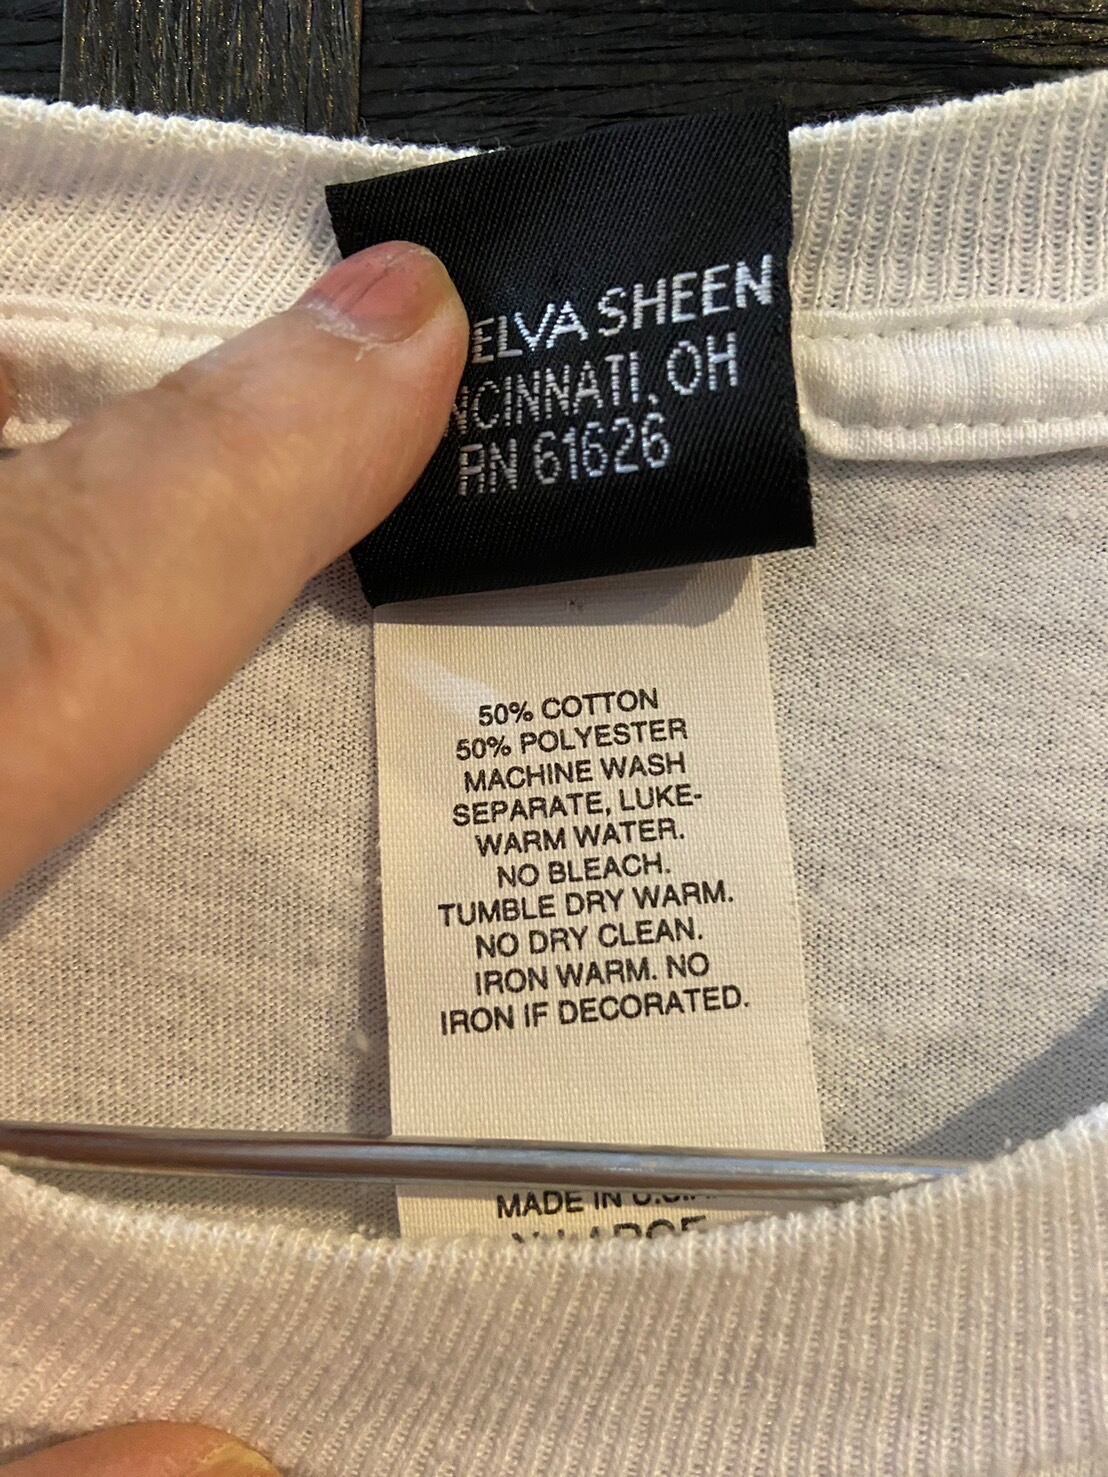 ELVA SHEEN
NCINNATI, OH
RN 61626
50% COTTON
50% POLYESTER
MACHINE WASH
SEPARATE, LUKE-
WARM WATER.
NO BLEACH.
TUMBLE DRY WARM.
NO DRY CLEAN.
IRON WARM. NO
IRON IF DECORATED.
MADE IN U.S.A.
X-LARGE